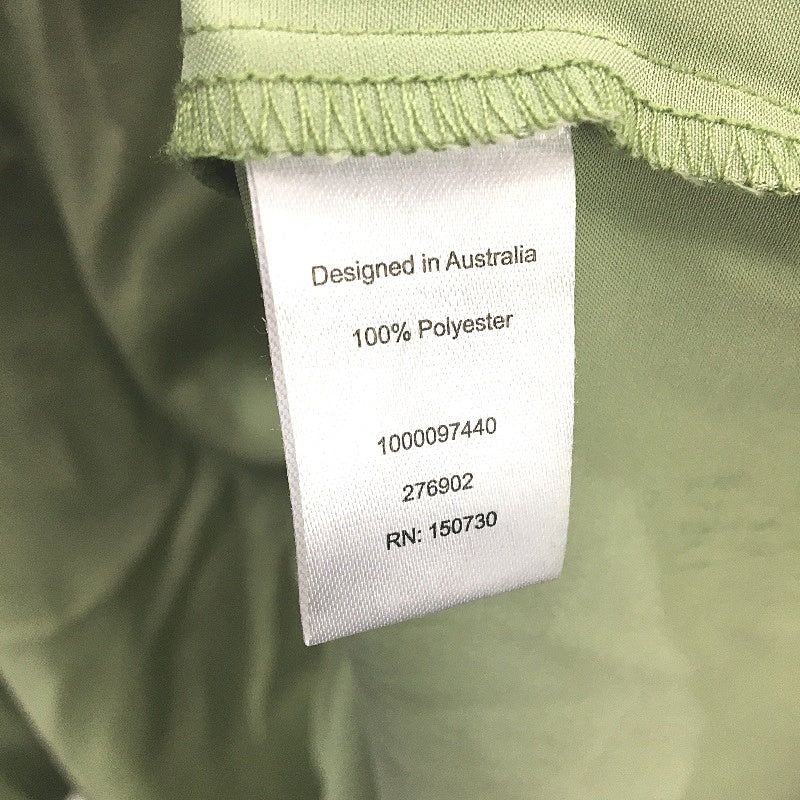 Designed in Australia
100% Polyester
1000097440
276902
RN: 150730